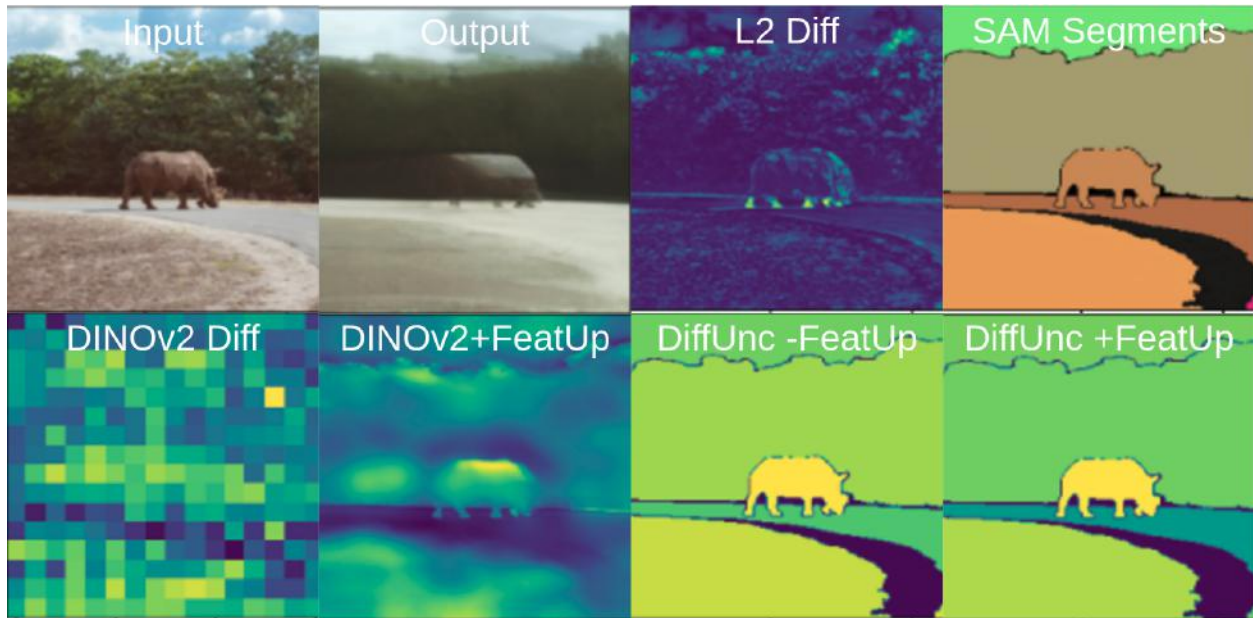 Input
Output
L2 Diff
SAM Segments
DINOv2 Diff
DINOv2+FeatUp
DiffUnc -FeatUp
DiffUnc +FeatUp